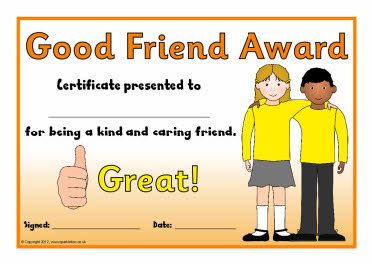 Good Friend Award
Certificate presented to
for being a kind and caring friend.
Great!
Signed: Date:
© Copyright 2012, www.sparklebox.co.uk